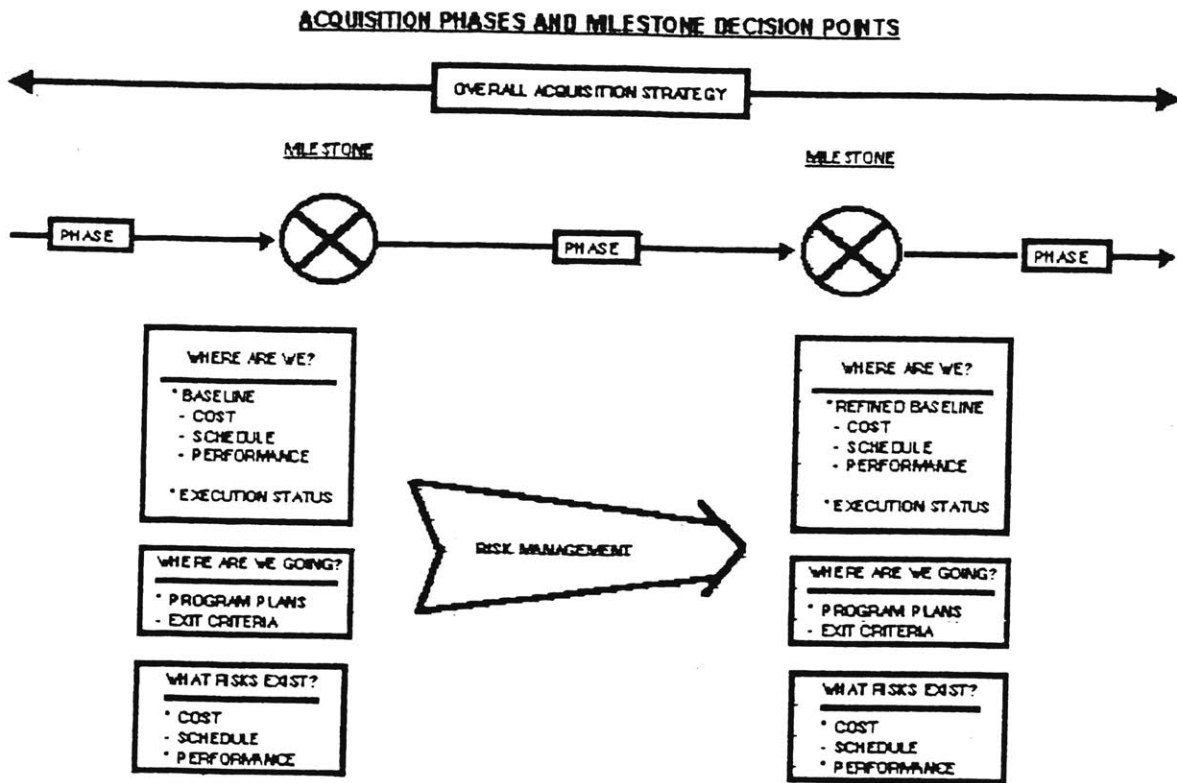 ACQUISITION PHASES AND MILESTONE DECISION POINTS
OVERALL ACQUISITION STRATEGY
MILESTONE
MILESTONE
PHASE
PHASE
PHASE
WHERE ARE WE?
* BASELINE
- COST
- SCHEDULE
- PERFORMANCE
* EXECUTION STATUS
WHERE ARE WE GOING?
* PROGRAM PLANS
- EXIT CRITERIA
WHAT RISKS EXIST?
* COST
- SCHEDULE
* PERFORMANCE
RISK MANAGEMENT
WHERE ARE WE?
* REFINED BASELINE
- COST
- SCHEDULE
- PERFORMANCE
* EXECUTION STATUS
WHERE ARE WE GOING?
* PROGRAM PLANS
- EXIT CRITERIA
WHAT RISKS EXIST?
* COST
- SCHEDULE
* PERFORMANCE